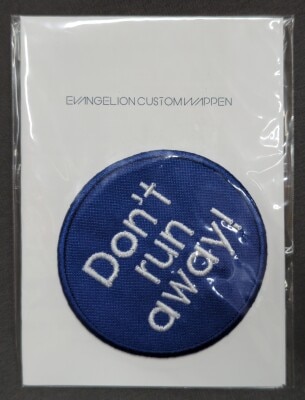 EVANGELION CUSTOM WAPPEN
Don't
run
away!